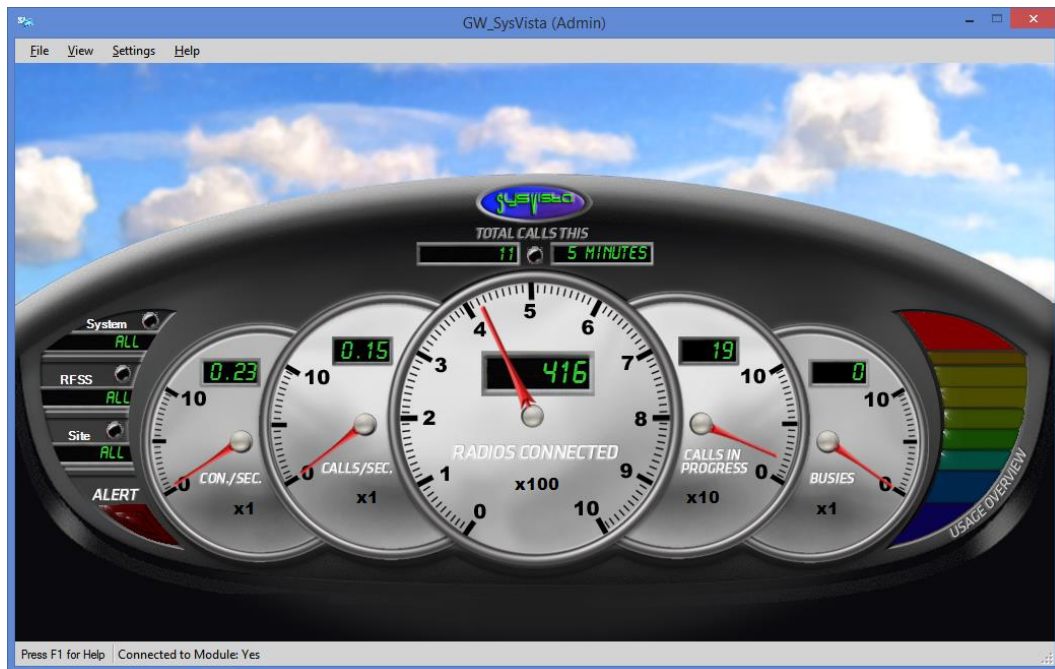 GW_SysVista (Admin)
File View Settings Help
sysvista
TOTAL CALLS THIS
11 5 MINUTES
System
ALL
RFSS
ALL
Site
ALL
ALERT
0.23
10
0
CON./SEC.
x1
0.15
10
0
CALLS/SEC.
x1
5
4 6
416
3 7
2 8
RADIOS CONNECTED
1 9
x100
0 10
19
10
CALLS IN
PROGRESS 0
x10
0
10
BUSIES
0
x1
USAGE OVERVIEW
Press F1 for Help Connected to Module: Yes